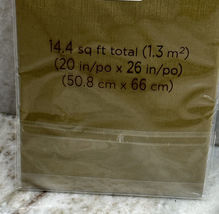 14.4 sq ft total (1.3 m²)
(20 in/po x 26 in/po)
(50.8 cm x 66 cm)